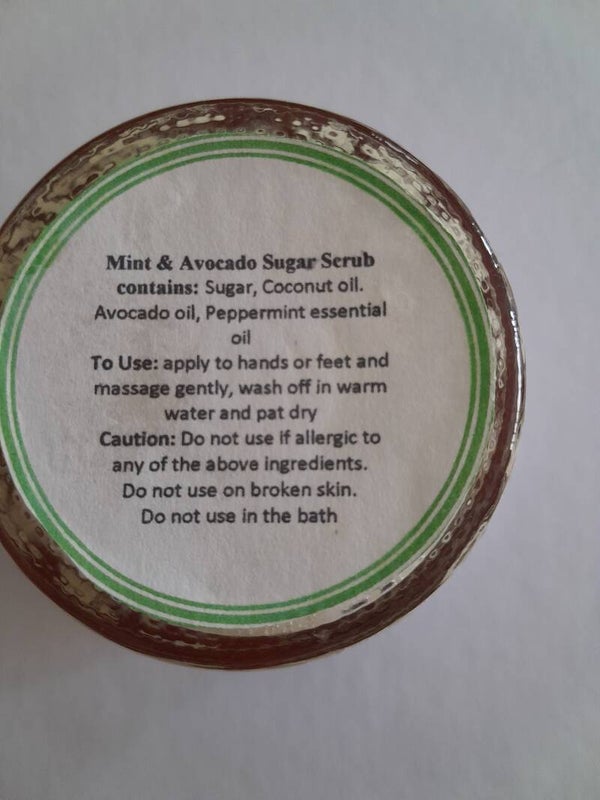 Mint & Avocado Sugar Scrub
contains: Sugar, Coconut oil.
Avocado oil, Peppermint essential
oil
To Use: apply to hands or feet and
massage gently, wash off in warm
water and pat dry
Caution: Do not use if allergic to
any of the above ingredients.
Do not use on broken skin.
Do not use in the bath